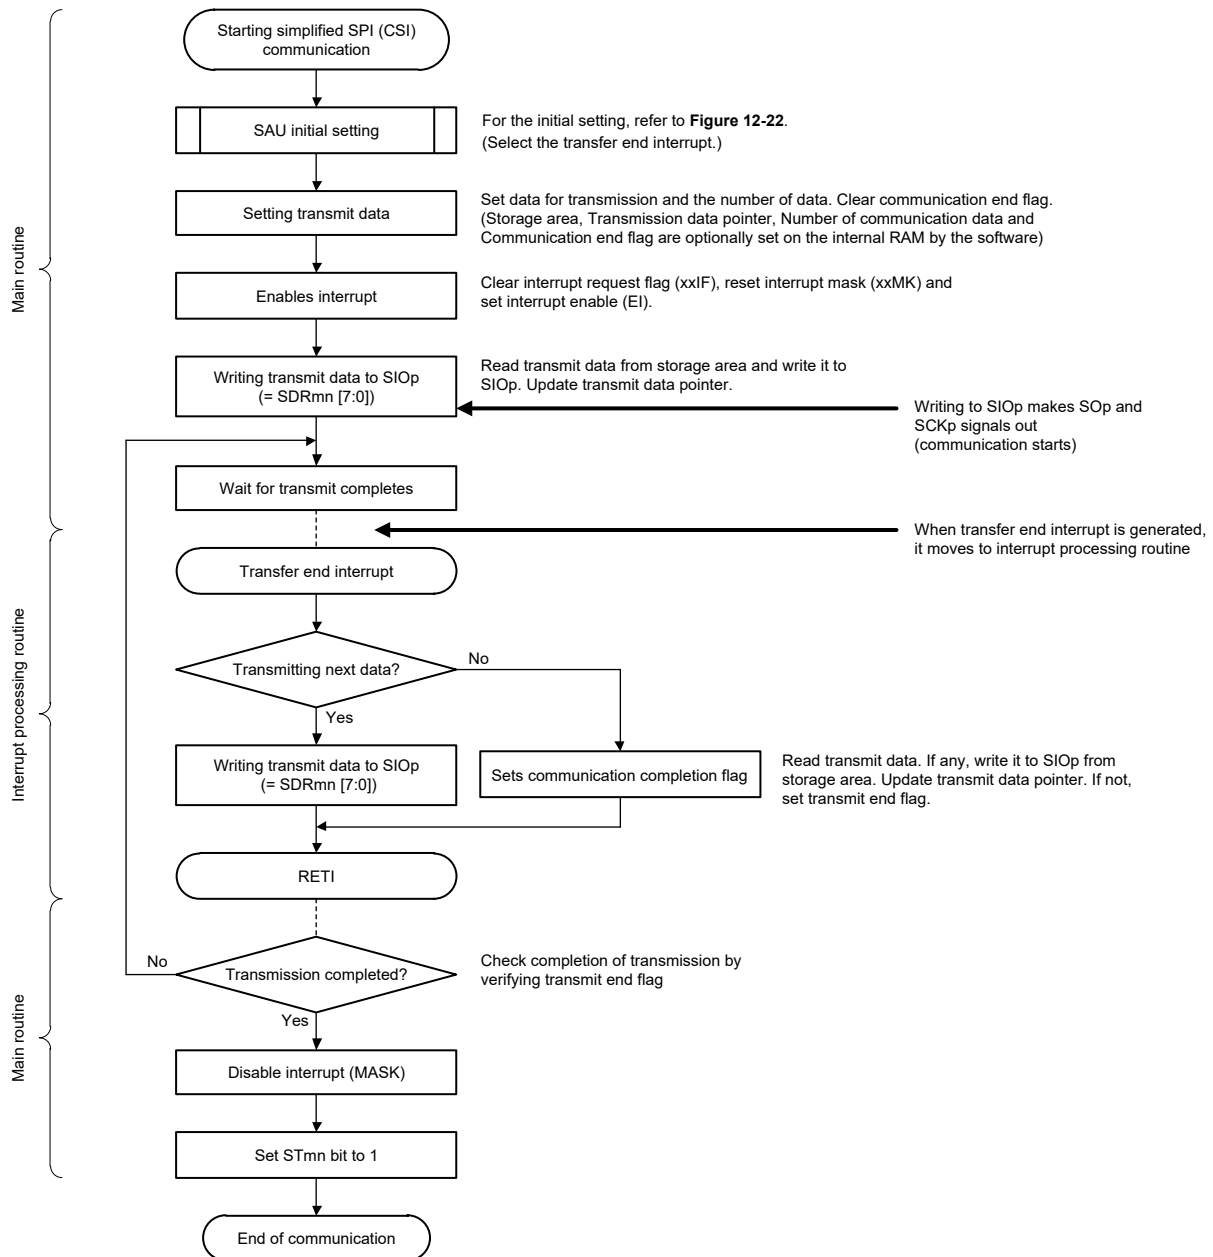 Starting simplified SPI (CSI)
communication
SAU initial setting
For the initial setting, refer to Figure 12-22.
(Select the transfer end interrupt.)
Setting transmit data
Set data for transmission and the number of data. Clear communication end flag.
(Storage area, Transmission data pointer, Number of communication data and
Communication end flag are optionally set on the internal RAM by the software)
Main routine
Enables interrupt
Clear interrupt request flag (xxIF), reset interrupt mask (xxMK) and
set interrupt enable (EI).
Writing transmit data to SIOp
(= SDRmn [7:0])
Read transmit data from storage area and write it to
SIOp. Update transmit data pointer.
Writing to SIOp makes SOp and
SCKp signals out
(communication starts)
Wait for transmit completes
When transfer end interrupt is generated,
it moves to interrupt processing routine
Transfer end interrupt
Interrupt processing routine
Transmitting next data?
No
Yes
Writing transmit data to SIOp
(= SDRmn [7:0])
Sets communication completion flag
Read transmit data. If any, write it to SIOp from
storage area. Update transmit data pointer. If not,
set transmit end flag.
RETI
Main routine
No
Transmission completed?
Check completion of transmission by
verifying transmit end flag
Yes
Disable interrupt (MASK)
Set STmn bit to 1
End of communication